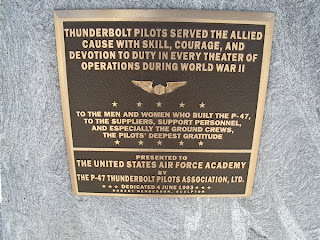 THUNDERBOLT PILOTS SERVED THE ALLIED
CAUSE WITH SKILL, COURAGE, AND
DEVOTION TO DUTY IN EVERY THEATER OF
OPERATIONS DURING WORLD WAR II
TO THE MEN AND WOMEN WHO BUILT THE P-47,
TO THE SUPPLIERS, SUPPORT PERSONNEL,
AND ESPECIALLY THE GROUND CREWS,
THE PILOTS' DEEPEST GRATITUDE
PRESENTED TO
THE UNITED STATES AIR FORCE ACADEMY
BY
THE P-47 THUNDERBOLT PILOTS ASSOCIATION, LTD.
DEDICATED 4 JUNE 1993
ROBERT HENDERSON, SCULPTOR